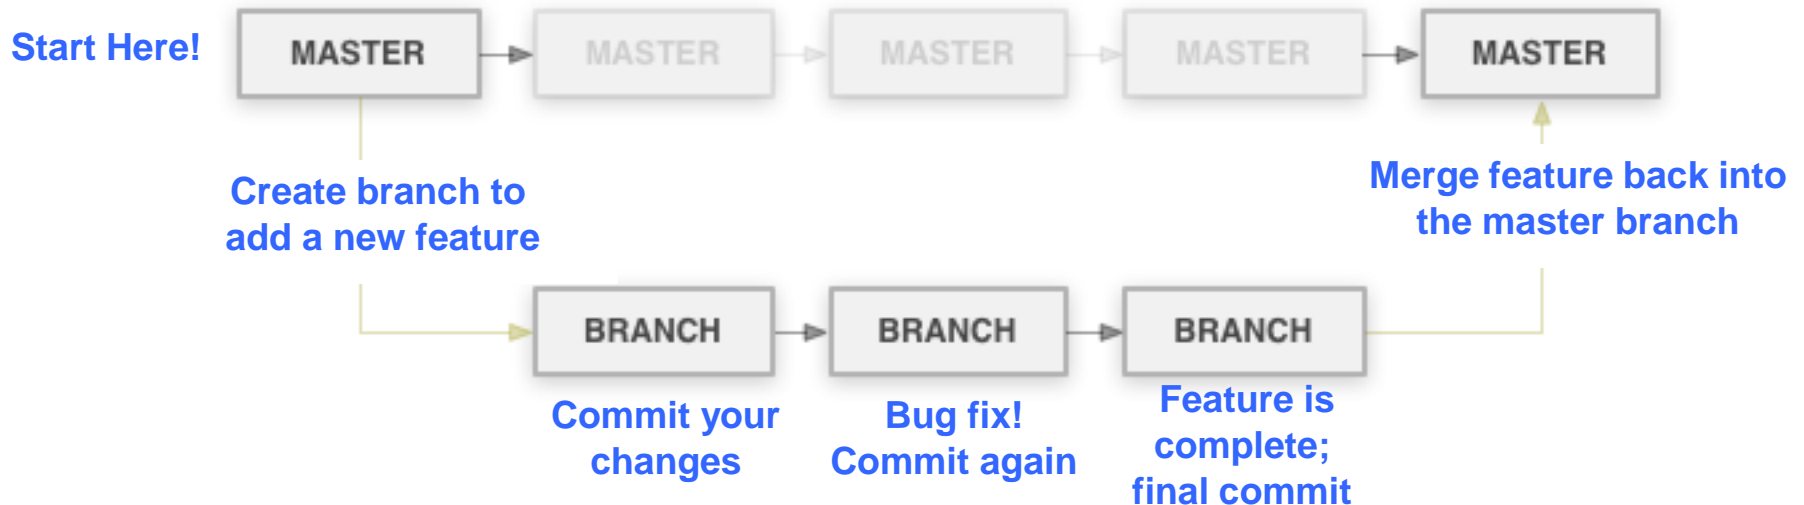 Start Here!
MASTER
MASTER
MASTER
MASTER
MASTER
Create branch to
add a new feature
Merge feature back into
the master branch
BRANCH
BRANCH
BRANCH
Commit your
changes
Bug fix!
Commit again
Feature is
complete;
final commit